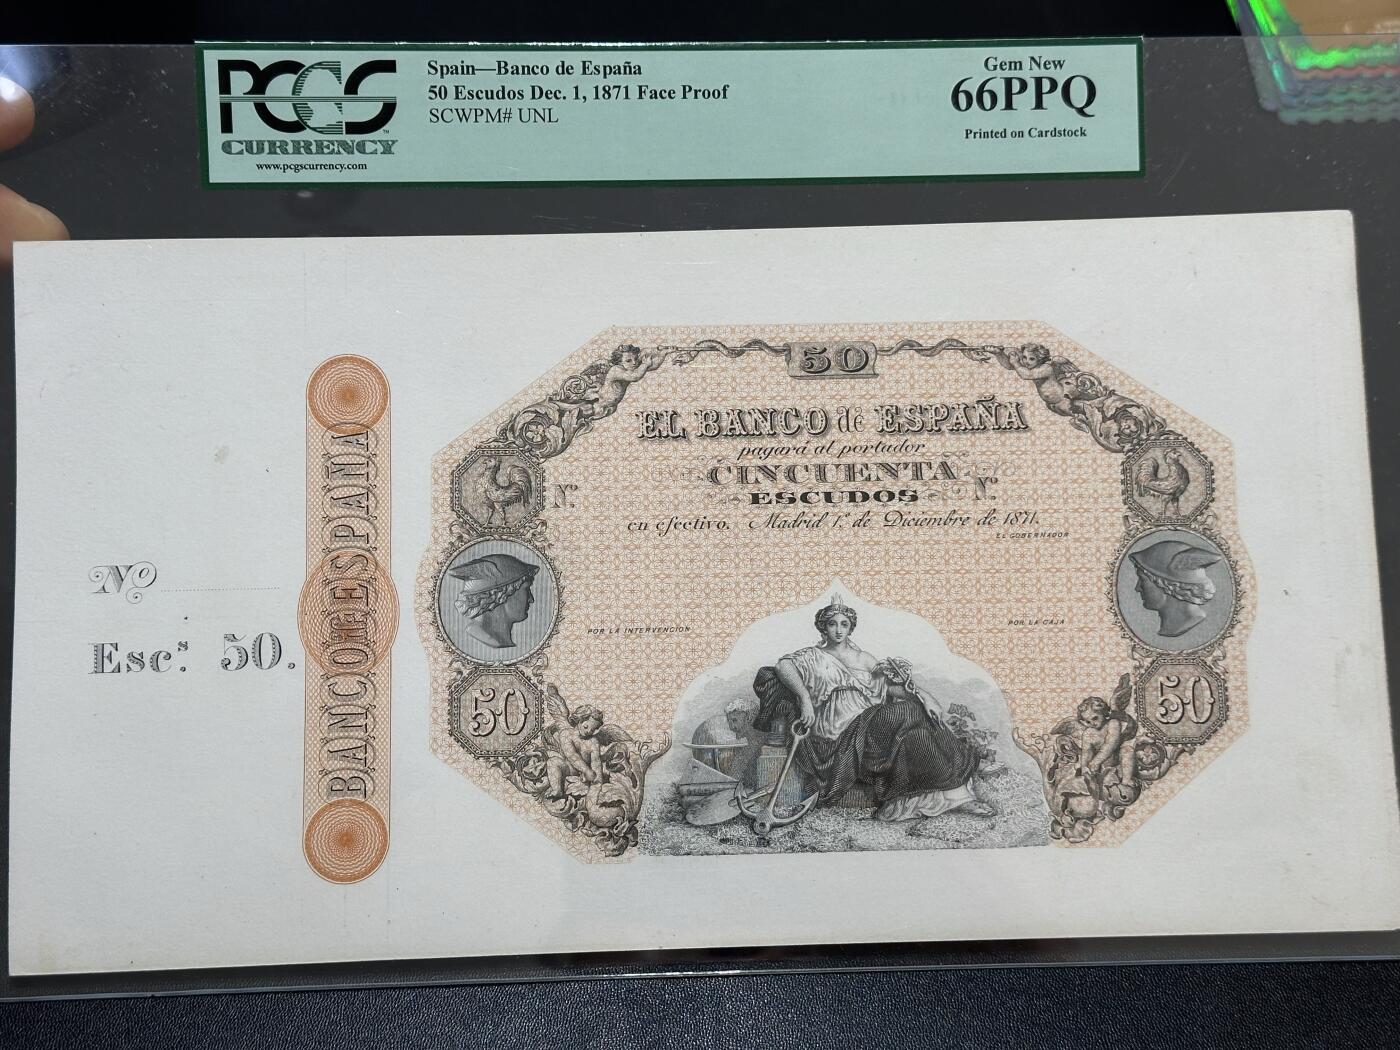 PCGS
CURRENCY
www.pcgscurrency.com
Spain—Banco de España
50 Escudos Dec. 1, 1871 Face Proof
SCWPM# UNL
Gem New
66PPQ
Printed on Cardstock
No
Esc.s 50.
BANCO DE ESPAÑA
50
EL BANCO de ESPAÑA
pagará al portador
CINCUENTA
Nº Nº
ESCUDOS
en efectivo. Madrid 1º de Diciembre de 1871.
EL GOBERNADOR
POR LA INTERVENCION
POR LA CAJA
50
50